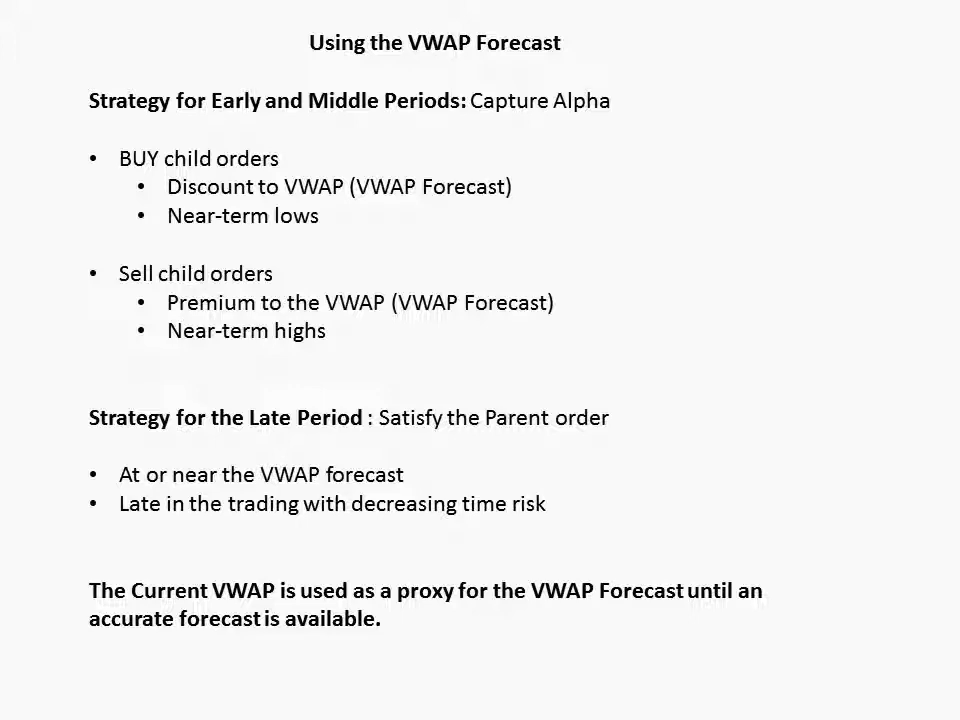 Using the VWAP Forecast
Strategy for Early and Middle Periods: Capture Alpha
• BUY child orders
• Discount to VWAP (VWAP Forecast)
• Near-term lows
• Sell child orders
• Premium to the VWAP (VWAP Forecast)
• Near-term highs
Strategy for the Late Period : Satisfy the Parent order
• At or near the VWAP forecast
• Late in the trading with decreasing time risk
The Current VWAP is used as a proxy for the VWAP Forecast until an
accurate forecast is available.